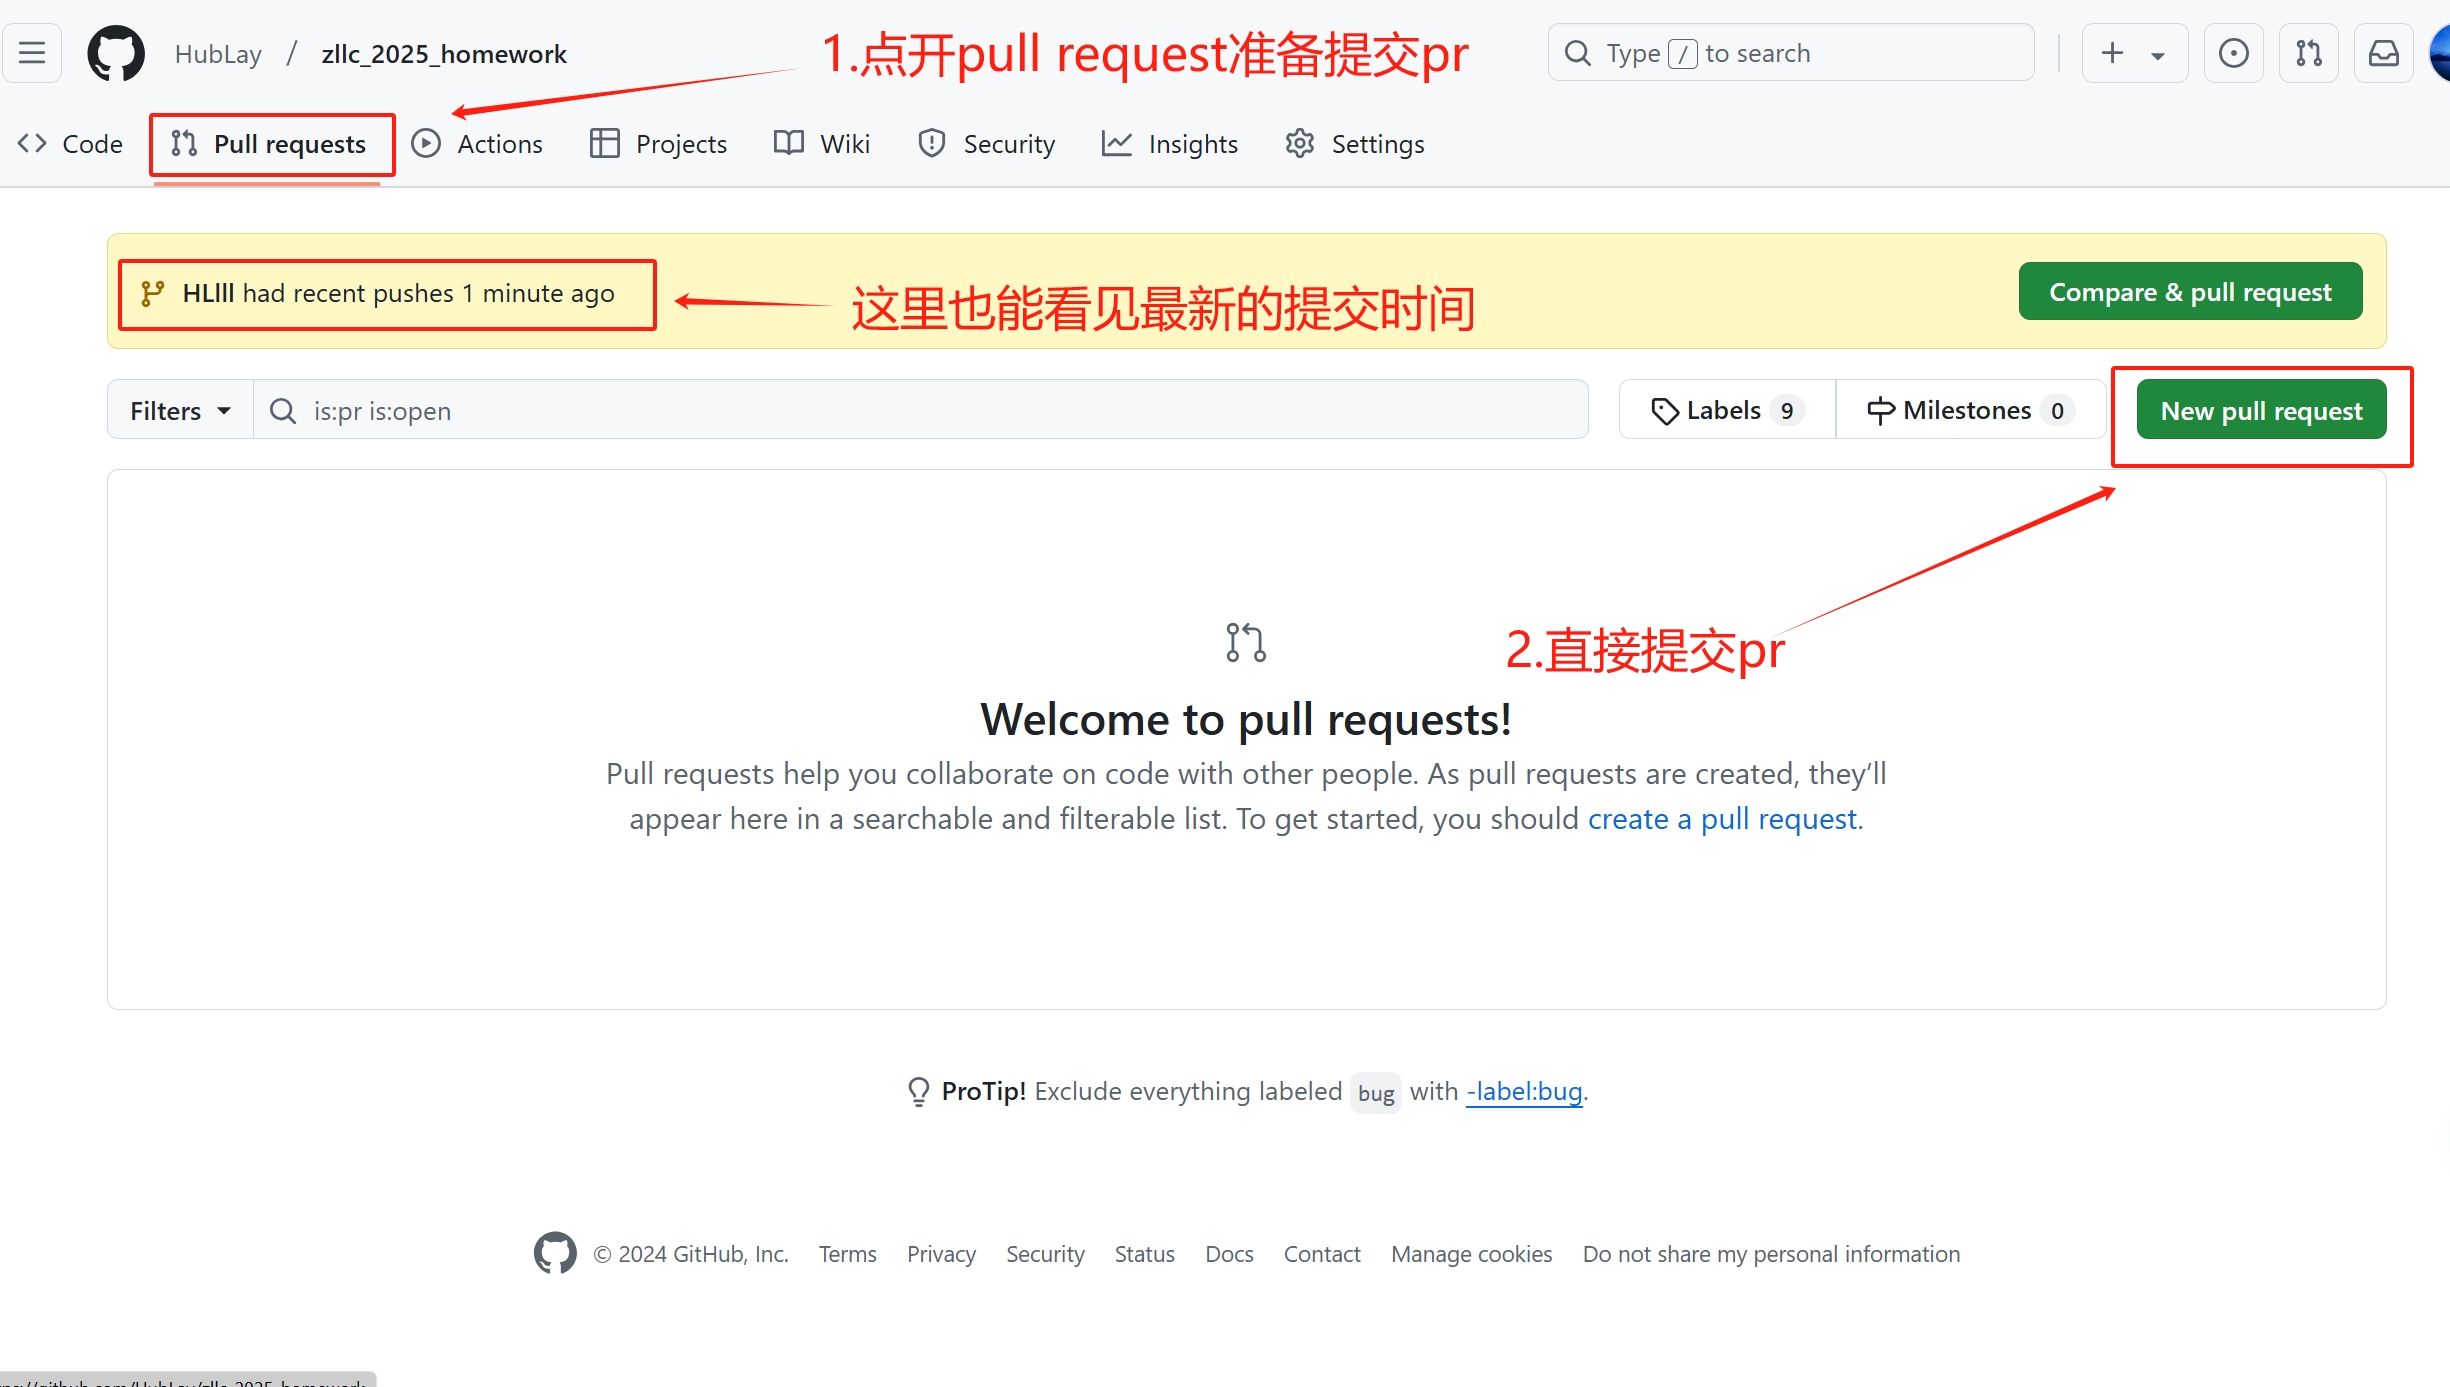 HubLay / zllc_2025_homework
1.点开pull request准备提交pr
Type / to search
Code
Pull requests
Actions
Projects
Wiki
Security
Insights
Settings
HLlll had recent pushes 1 minute ago
这里也能看见最新的提交时间
Compare & pull request
Filters
is:pr is:open
Labels 9
Milestones 0
New pull request
2.直接提交pr
Welcome to pull requests!
Pull requests help you collaborate on code with other people. As pull requests are created, they’ll
appear here in a searchable and filterable list. To get started, you should create a pull request.
ProTip! Exclude everything labeled bug with -label:bug.
© 2024 GitHub, Inc.
Terms
Privacy
Security
Status
Docs
Contact
Manage cookies
Do not share my personal information